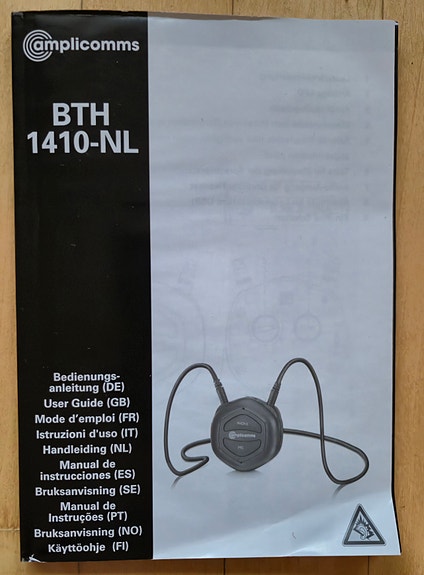 amplicomms
BTH
1410-NL
Bedienungs-
anleitung (DE)
User Guide (GB)
Mode d'emploi (FR)
Istruzioni d'uso (IT)
Handleiding (NL)
Manual de
instrucciones (ES)
Bruksanvisning (SE)
Manual de
Instruções (PT)
Bruksanvisning (NO)
Käyttöohje (FI)
amplicomms